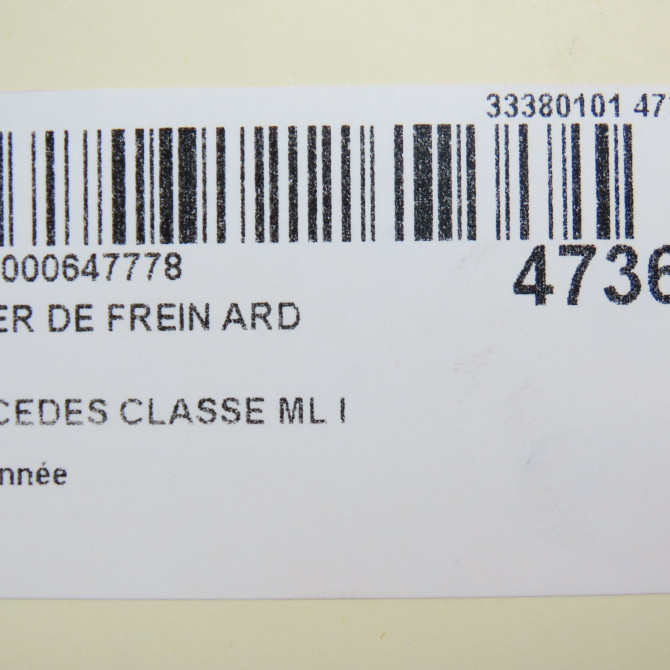 33380101 47
000647778
4736
ER DE FREIN ARD
CEDES CLASSE ML I
nnée